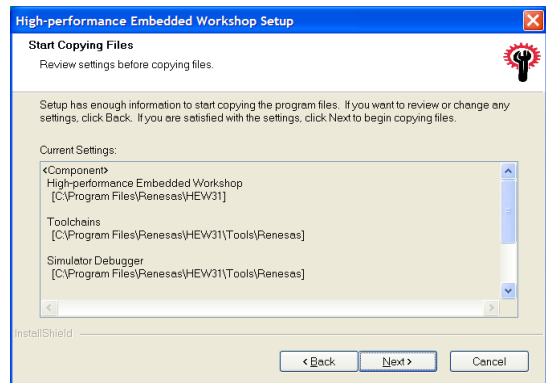 High-performance Embedded Workshop Setup
Start Copying Files
Review settings before copying files.
Setup has enough information to start copying the program files. If you want to review or change any
settings, click Back. If you are satisfied with the settings, click Next to begin copying files.
Current Settings:
<Component>
High-performance Embedded Workshop
[C:\Program Files\Renesas\HEW31]
Toolchains
[C:\Program Files\Renesas\HEW31\Tools\Renesas]
Simulator Debugger
[C:\Program Files\Renesas\HEW31\Tools\Renesas]
InstallShield
< Back Next > Cancel